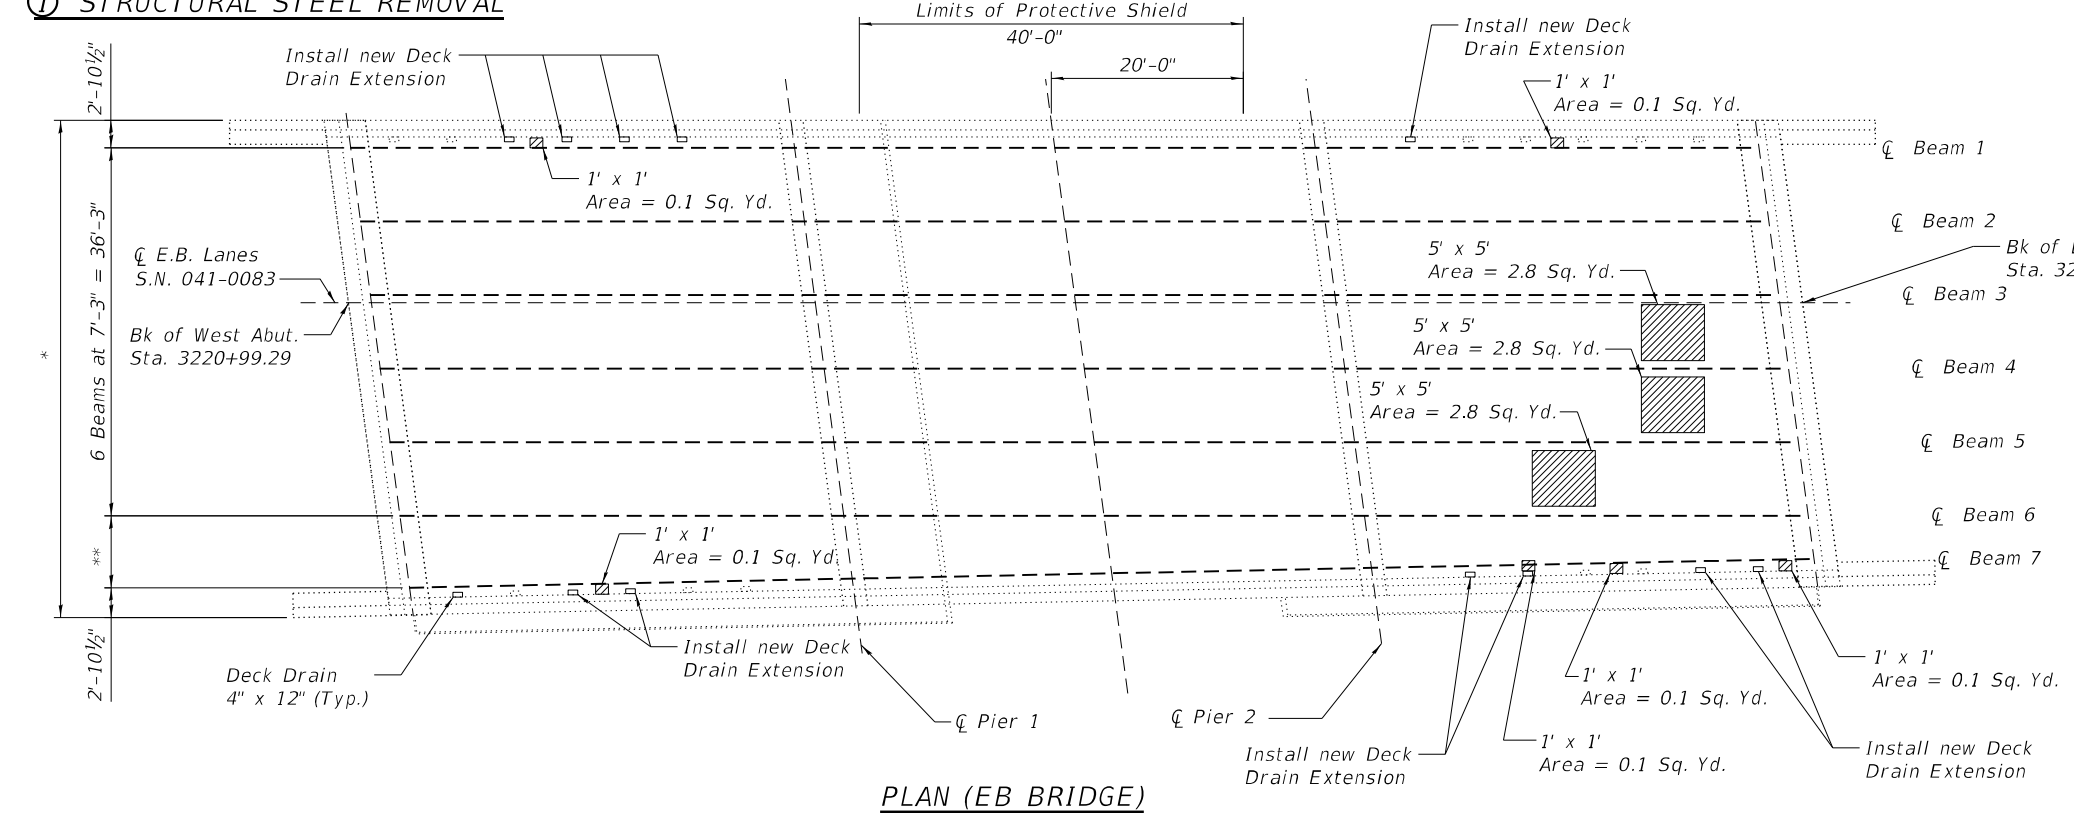 ① STRUCTURAL STEEL REMOVAL
Limits of Protective Shield
40'-0"
20'-0"
Install new Deck
Drain Extension
Install new Deck
Drain Extension
1' x 1'
Area = 0.1 Sq. Yd.
2'-10½"
1' x 1'
Area = 0.1 Sq. Yd.
℄ Beam 1
℄ Beam 2
℄ E.B. Lanes
S.N. 041-0083
5' x 5'
Area = 2.8 Sq. Yd.
Bk of
Sta. 32
℄ Beam 3
Bk of West Abut.
Sta. 3220+99.29
5' x 5'
Area = 2.8 Sq. Yd.
*
6 Beams at 7'-3" = 36'-3"
℄ Beam 4
5' x 5'
Area = 2.8 Sq. Yd.
℄ Beam 5
℄ Beam 6
**
1' x 1'
Area = 0.1 Sq. Yd.
℄ Beam 7
2'-10½"
Deck Drain
4" x 12" (Typ.)
Install new Deck
Drain Extension
℄ Pier 1
℄ Pier 2
1' x 1'
Area = 0.1 Sq. Yd.
1' x 1'
Area = 0.1 Sq. Yd.
1' x 1'
Area = 0.1 Sq. Yd.
Install new Deck
Drain Extension
Install new Deck
Drain Extension
PLAN (EB BRIDGE)